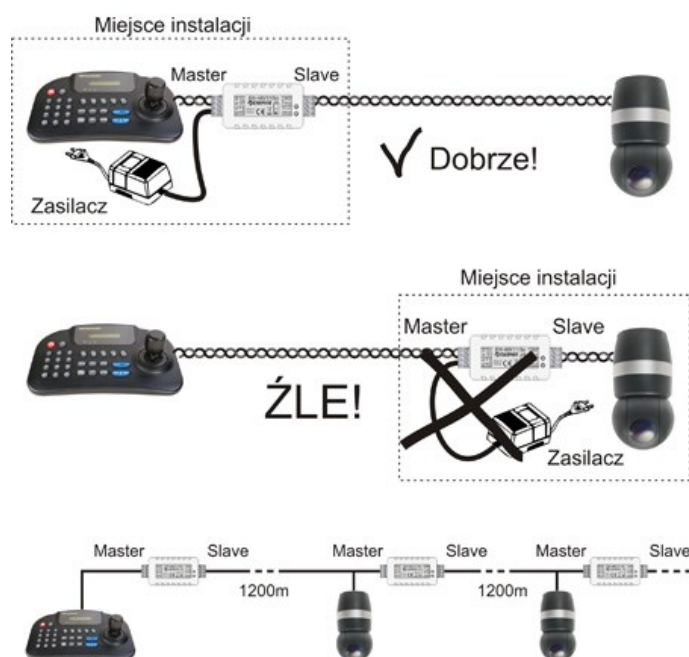 Miejsce instalacji
Master Slave
Dobrze!
Zasilacz
Miejsce instalacji
Master Slave
ŹLE!
Zasilacz
Master Slave Master Slave Master Slave
1200m 1200m